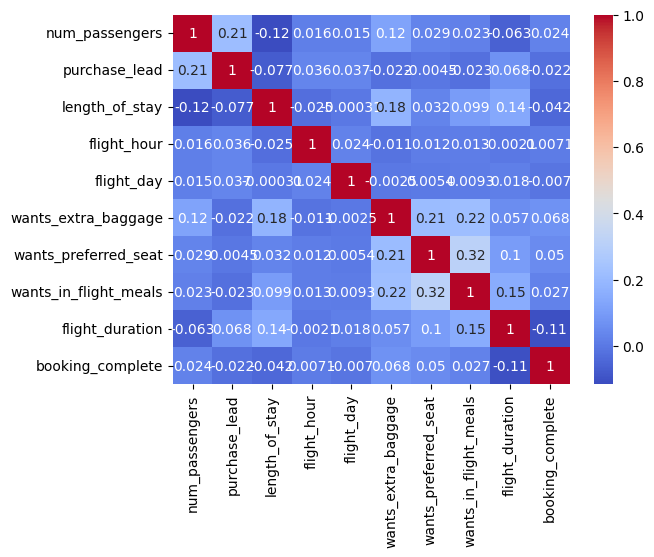 num_passengers 1 0.21 -0.12 0.016 0.015 0.12 0.029 0.023 -0.063 0.024
purchase_lead 0.21 1 -0.077 0.036 0.037 -0.022 -0.0045 -0.023 0.068 -0.022
length_of_stay -0.12 -0.077 1 -0.025 0.18 0.032 0.099 0.14 -0.042
flight_hour 0.016 0.036 -0.025 1 0.024 -0.011 0.012 0.013 -0.0021 0.0071
flight_day 0.015 0.037 0.024 1 -0.0025 0.0054 0.0093 0.018 -0.007
wants_extra_baggage 0.12 -0.022 0.18 -0.011 -0.0025 1 0.21 0.22 0.057 0.068
wants_preferred_seat 0.029 -0.0045 0.032 0.012 0.0054 0.21 1 0.32 0.1 0.05
wants_in_flight_meals 0.023 -0.023 0.099 0.013 0.0093 0.22 0.32 1 0.15 0.027
flight_duration -0.063 0.068 0.14 -0.0021 0.018 0.057 0.1 0.15 1 -0.11
booking_complete 0.024 -0.022 -0.042 0.0071 -0.007 0.068 0.05 0.027 -0.11 1
num_passengers
purchase_lead
length_of_stay
flight_hour
flight_day
wants_extra_baggage
wants_preferred_seat
wants_in_flight_meals
flight_duration
booking_complete
1.0
0.8
0.6
0.4
0.2
0.0